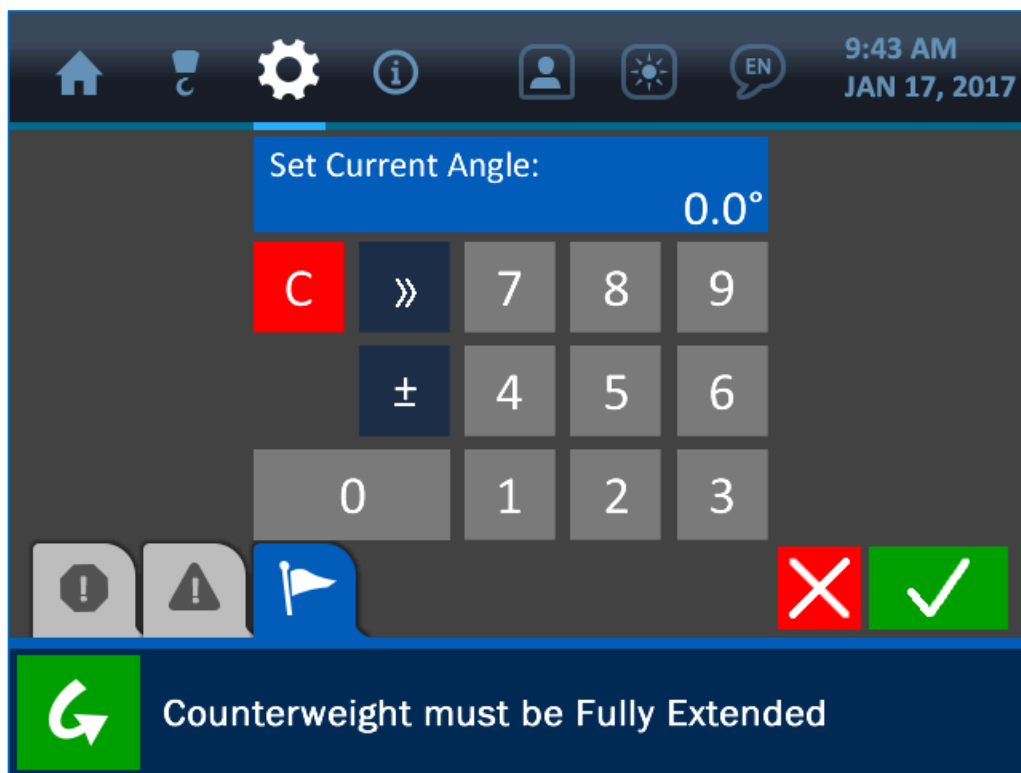 EN
9:43 AM
JAN 17, 2017
Set Current Angle:
0.0°
C » 7 8 9
± 4 5 6
0 1 2 3
! !
Counterweight must be Fully Extended